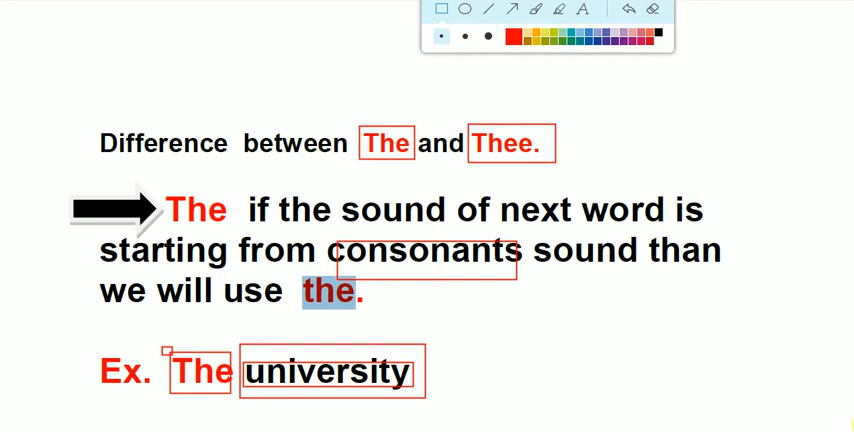 Difference between The and Thee.
The if the sound of next word is
starting from consonants sound than
we will use the.
Ex. The university